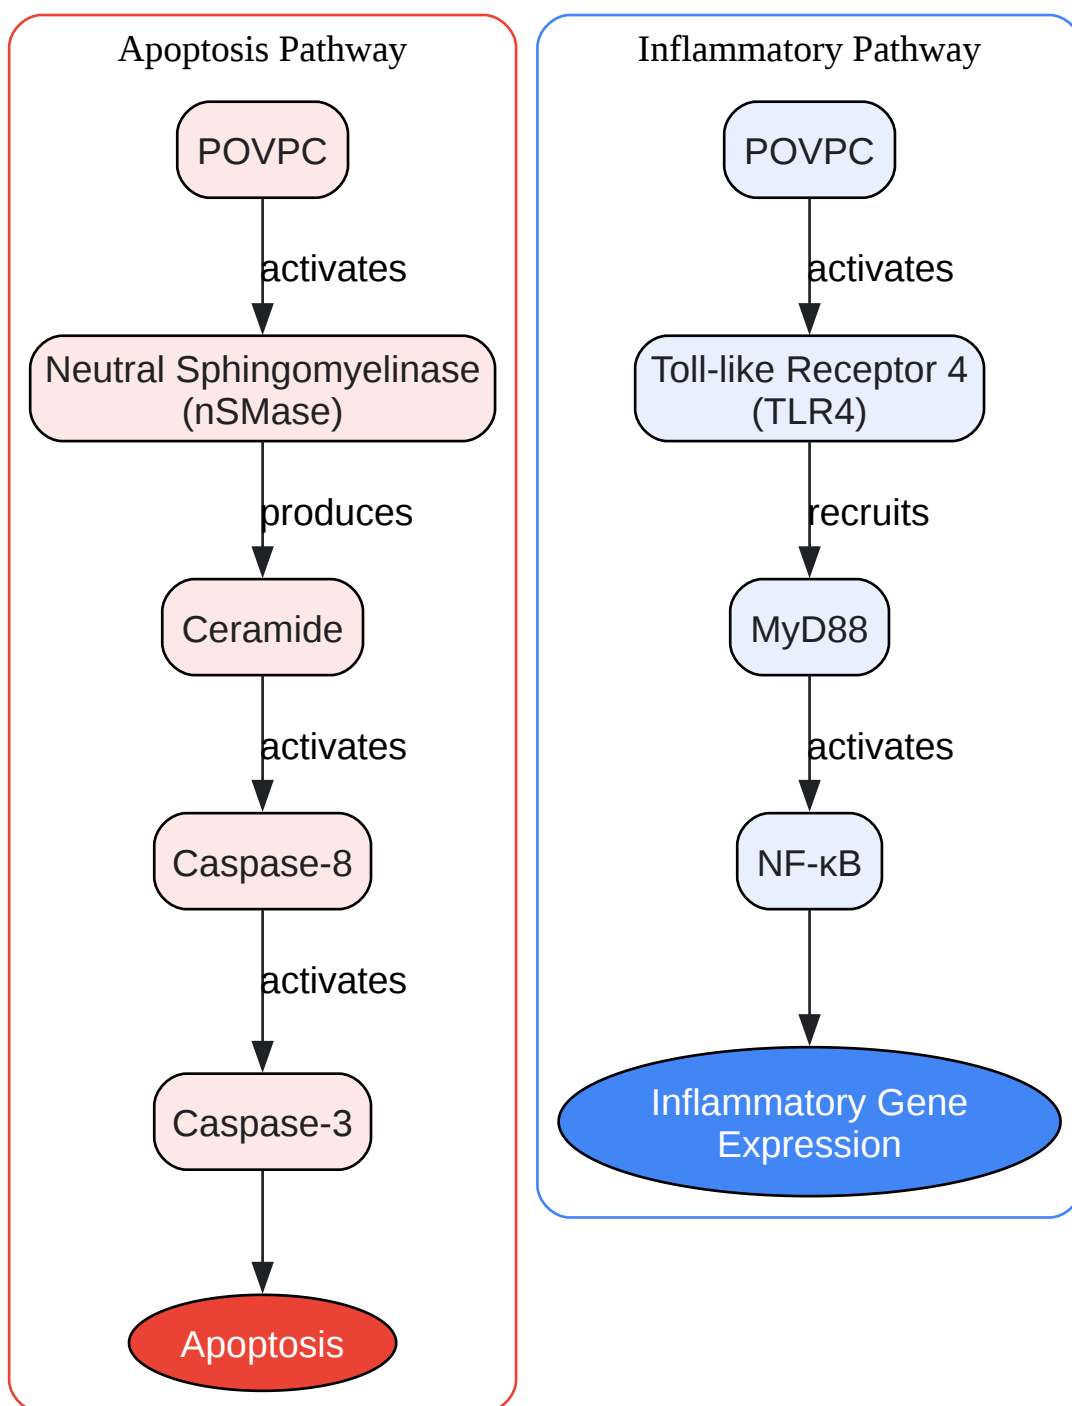 Apoptosis Pathway
POVPC
activates
Neutral Sphingomyelinase
(nSMase)
produces
Ceramide
activates
Caspase-8
activates
Caspase-3
Apoptosis
Inflammatory Pathway
POVPC
activates
Toll-like Receptor 4
(TLR4)
recruits
MyD88
activates
NF-κB
Inflammatory Gene
Expression